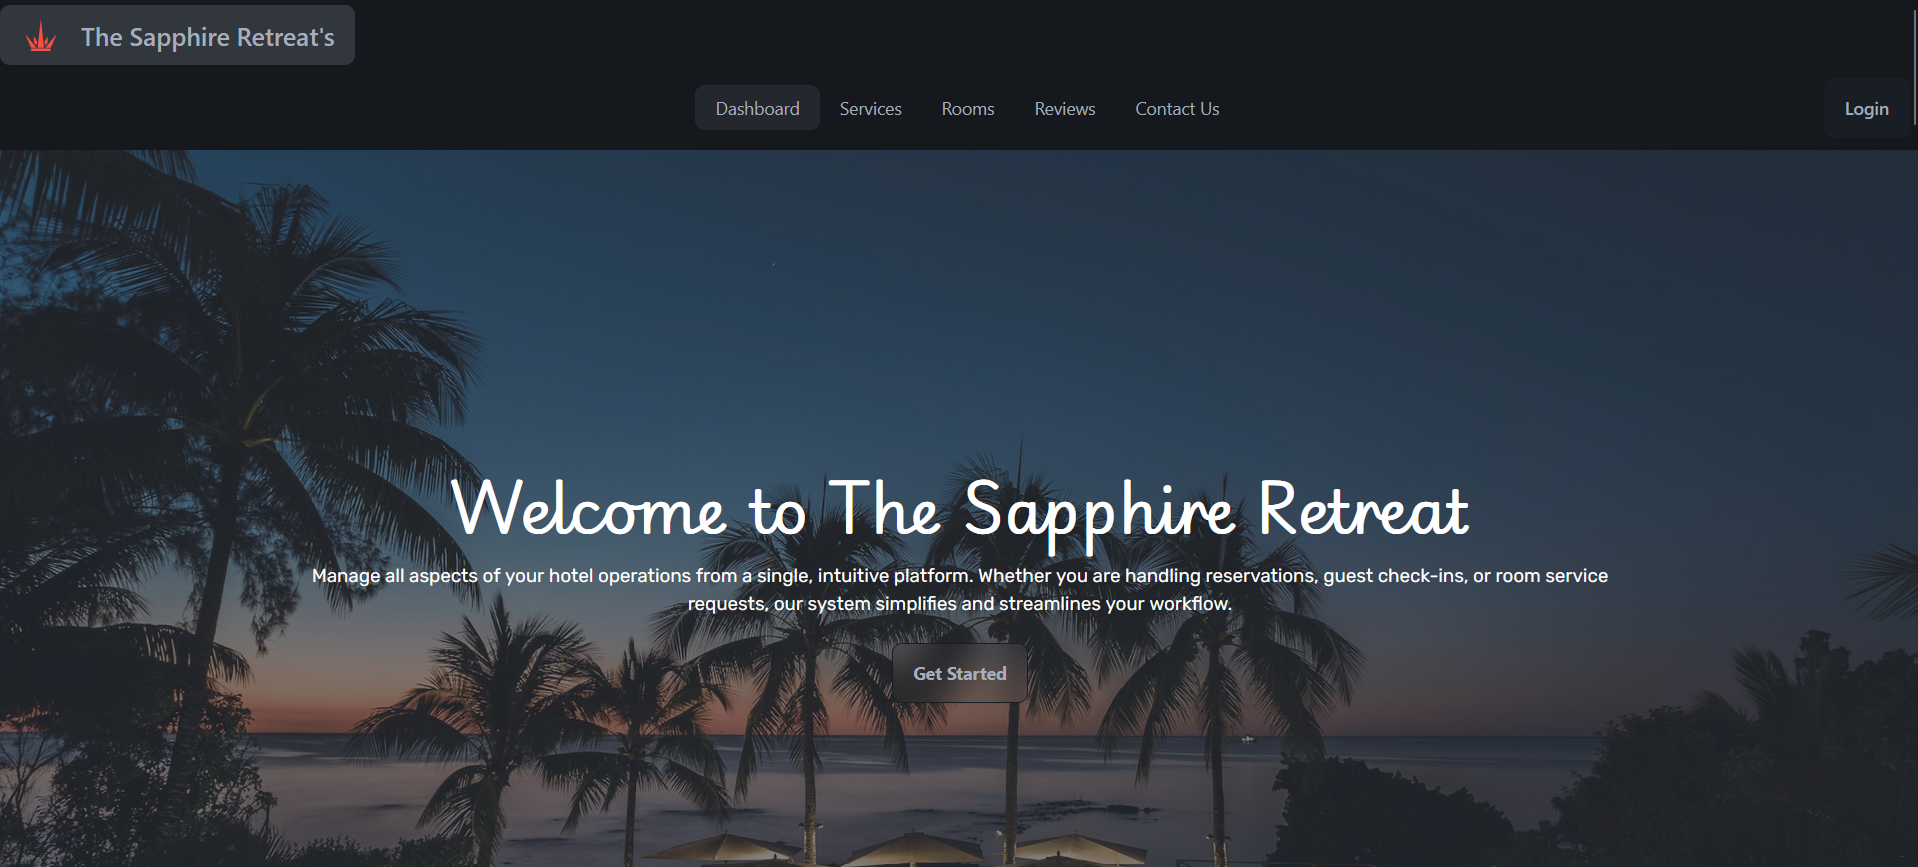 The Sapphire Retreat's
Dashboard Services Rooms Reviews Contact Us Login
Welcome to The Sapphire Retreat
Manage all aspects of your hotel operations from a single, intuitive platform. Whether you are handling reservations, guest check-ins, or room service
requests, our system simplifies and streamlines your workflow.
Get Started